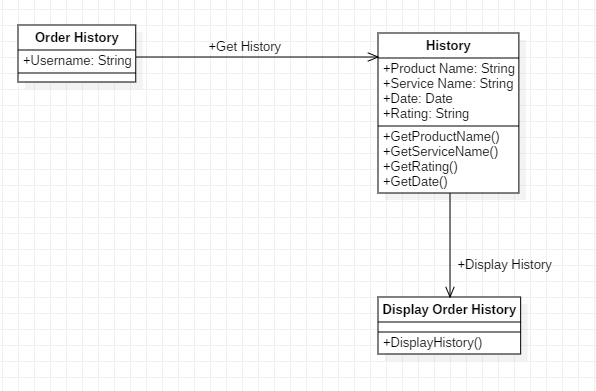 Order History
+Username: String
+Get History
History
+Product Name: String
+Service Name: String
+Date: Date
+Rating: String
+GetProductName()
+GetServiceName()
+GetRating()
+GetDate()
+Display History
Display Order History
+DisplayHistory()